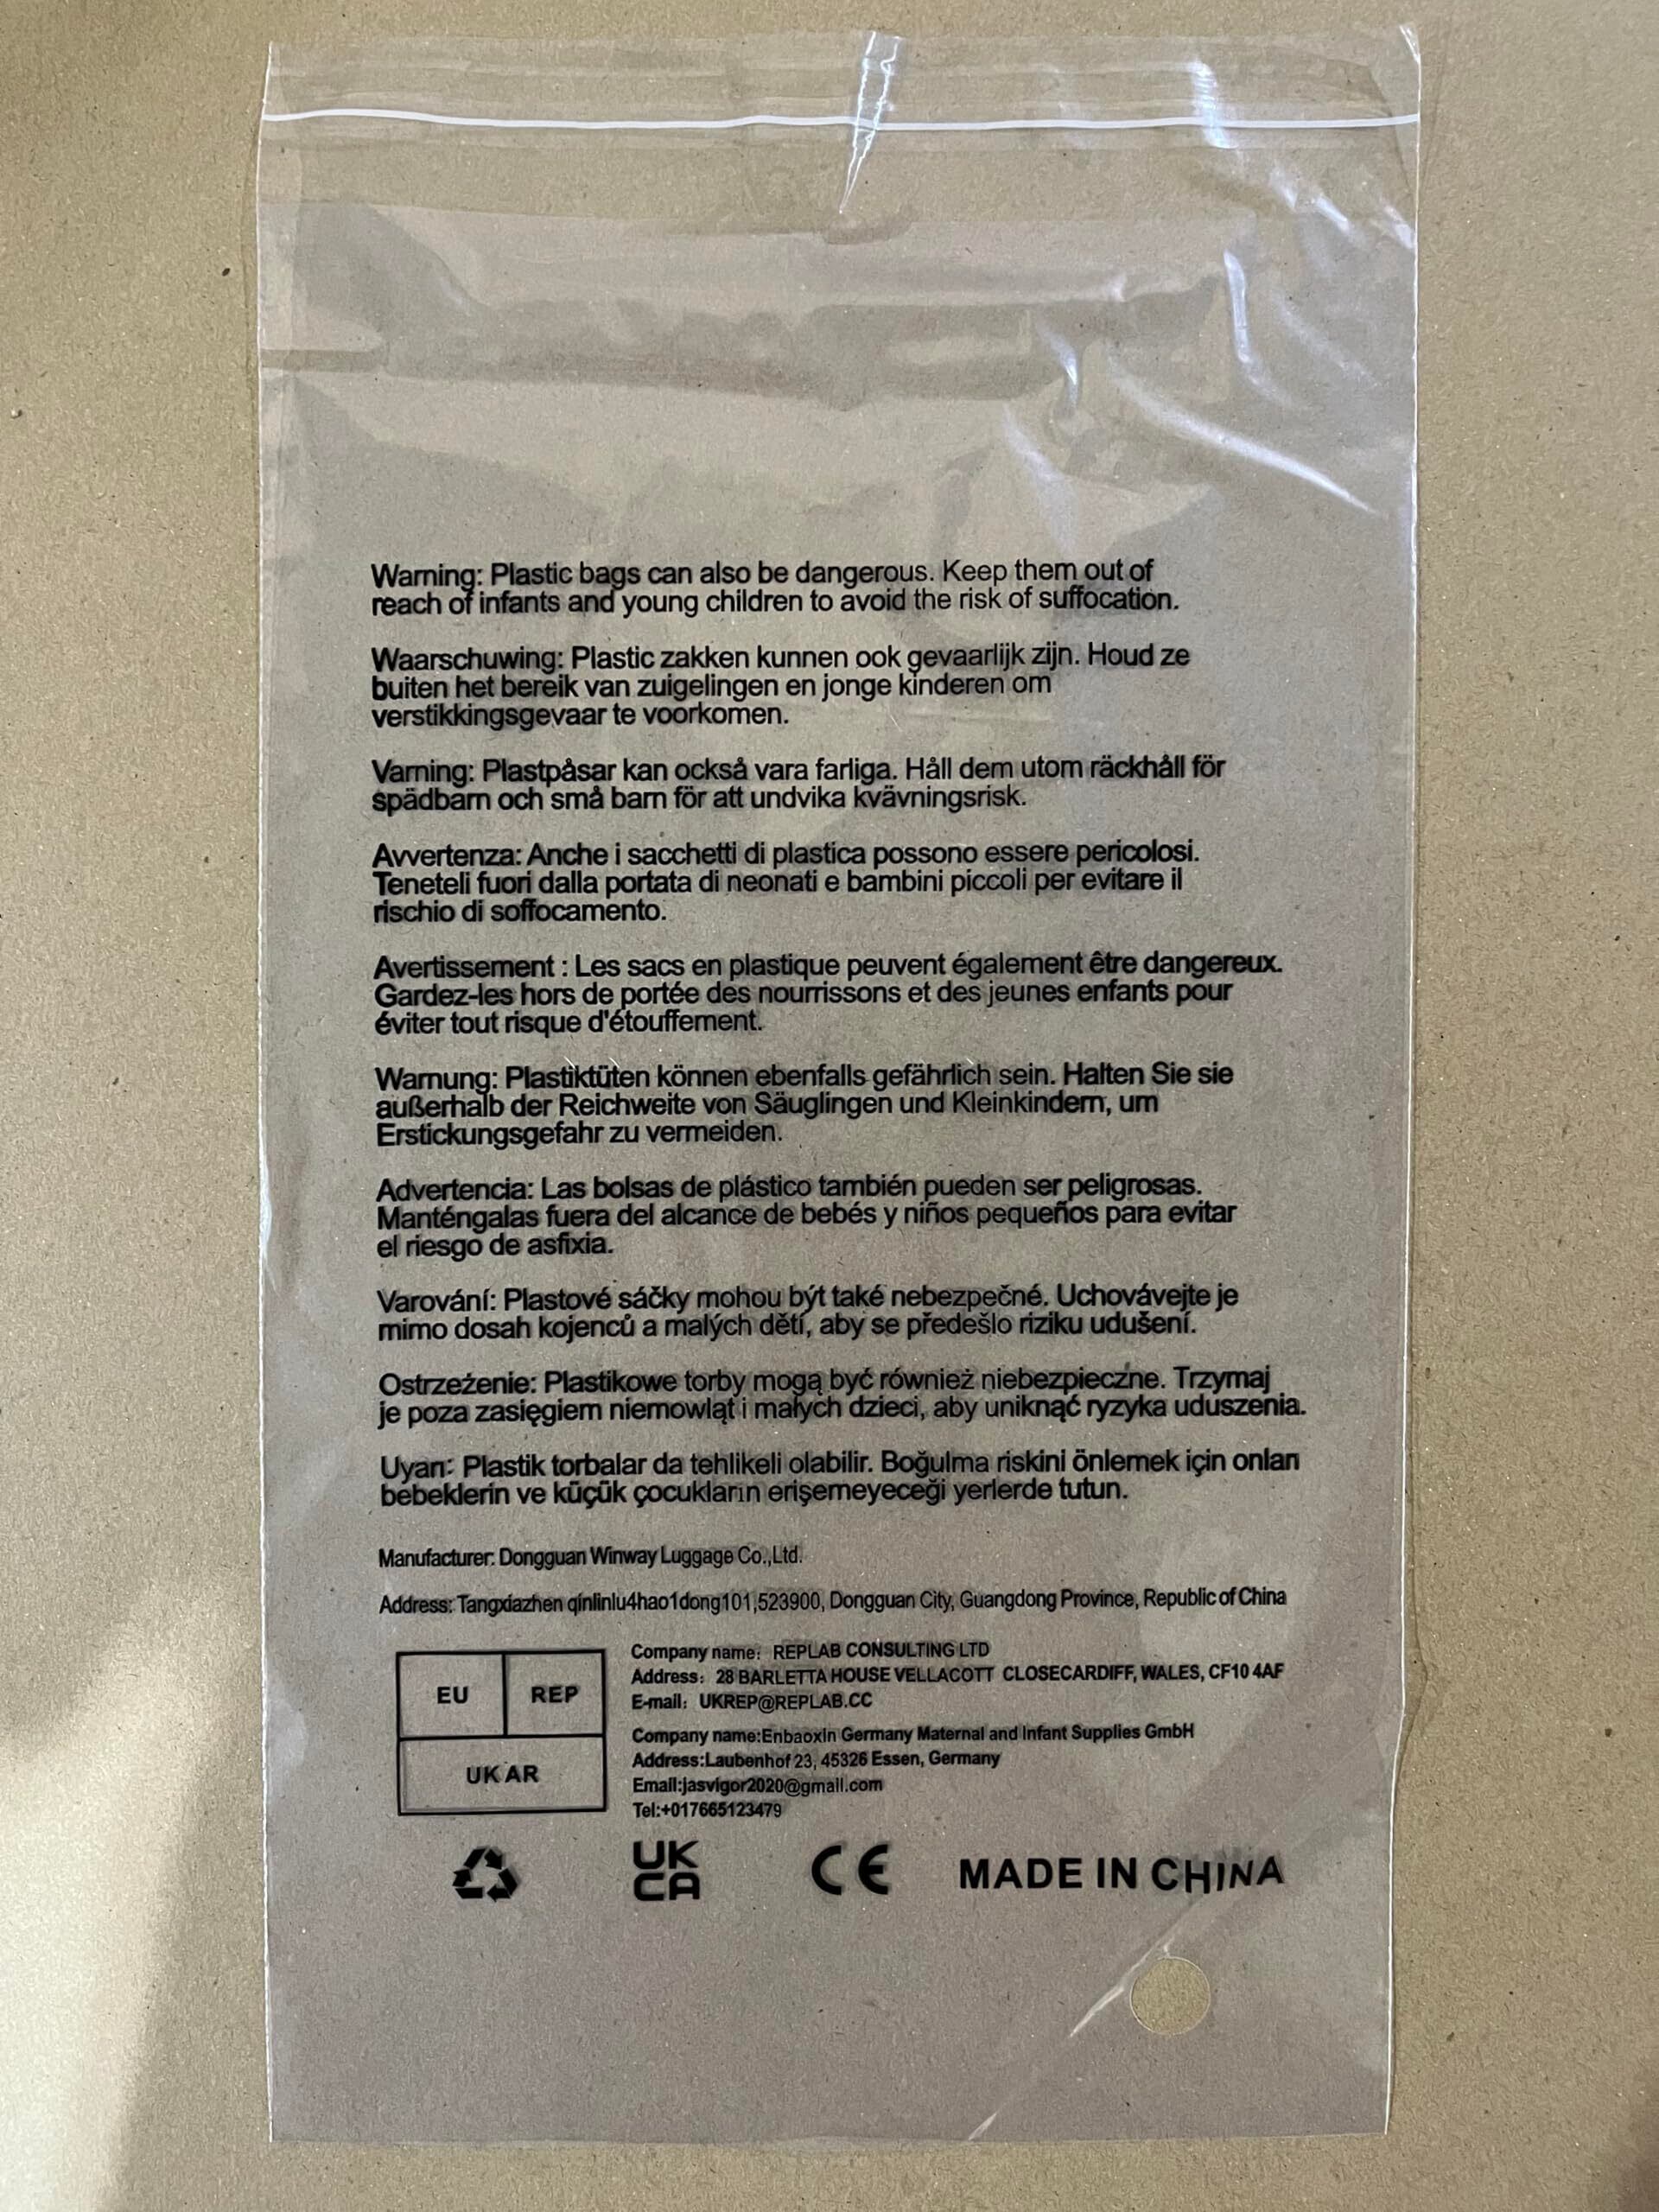 Warning: Plastic bags can also be dangerous. Keep them out of
reach of infants and young children to avoid the risk of suffocation.
Waarschuwing: Plastic zakken kunnen ook gevaarlijk zijn. Houd ze
buiten het bereik van zuigelingen en jonge kinderen om
verstikkingsgevaar te voorkomen.
Varning: Plastpåsar kan också vara farliga. Håll dem utom räckhåll för
spädbarn och små barn för att undvika kvävningsrisk.
Avvertenza: Anche i sacchetti di plastica possono essere pericolosi.
Teneteli fuori dalla portata di neonati e bambini piccoli per evitare il
rischio di soffocamento.
Avertissement : Les sacs en plastique peuvent également être dangereux.
Gardez-les hors de portée des nourrissons et des jeunes enfants pour
éviter tout risque d'étouffement.
Warnung: Plastiktüten können ebenfalls gefährlich sein. Halten Sie sie
außerhalb der Reichweite von Säuglingen und Kleinkindern, um
Erstickungsgefahr zu vermeiden.
Advertencia: Las bolsas de plástico también pueden ser peligrosas.
Manténgalas fuera del alcance de bebés y niños pequeños para evitar
el riesgo de asfixia.
Varování: Plastové sáčky mohou být také nebezpečné. Uchovávejte je
mimo dosah kojenců a malých dětí, aby se předešlo riziku udušení.
Ostrzeżenie: Plastikowe torby mogą być również niebezpieczne. Trzymaj
je poza zasięgiem niemowląt i małych dzieci, aby uniknąć ryzyka uduszenia.
Uyarı: Plastik torbalar da tehlikeli olabilir. Boğulma riskini önlemek için onları
bebeklerin ve küçük çocukların erişemeyeceği yerlerde tutun.
Manufacturer: Dongguan Winway Luggage Co.,Ltd.
Address: Tangxiazhen qinlinlu4hao1dong101,523900, Dongguan City, Guangdong Province, Republic of China
EU REP
UK AR
Company name: REPLAB CONSULTING LTD
Address: 28 BARLETTA HOUSE VELLACOTT CLOSECARDIFF, WALES, CF10 4AF
E-mail: UKREP@REPLAB.CC
Company name:Enbaoxin Germany Maternal and Infant Supplies GmbH
Address:Laubenhof 23, 45326 Essen, Germany
Email:jasvigor2020@gmail.com
Tel:+017665123479
UK
CA
CE
MADE IN CHINA